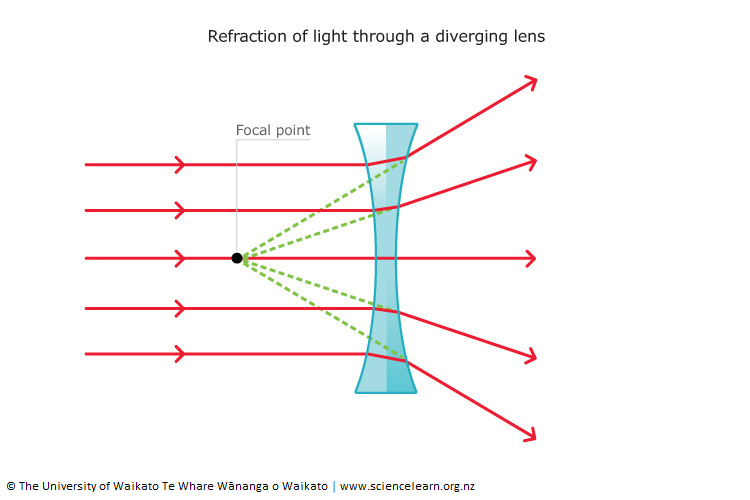 Refraction of light through a diverging lens
Focal point
© The University of Waikato Te Whare Wānanga o Waikato | www.sciencelearn.org.nz